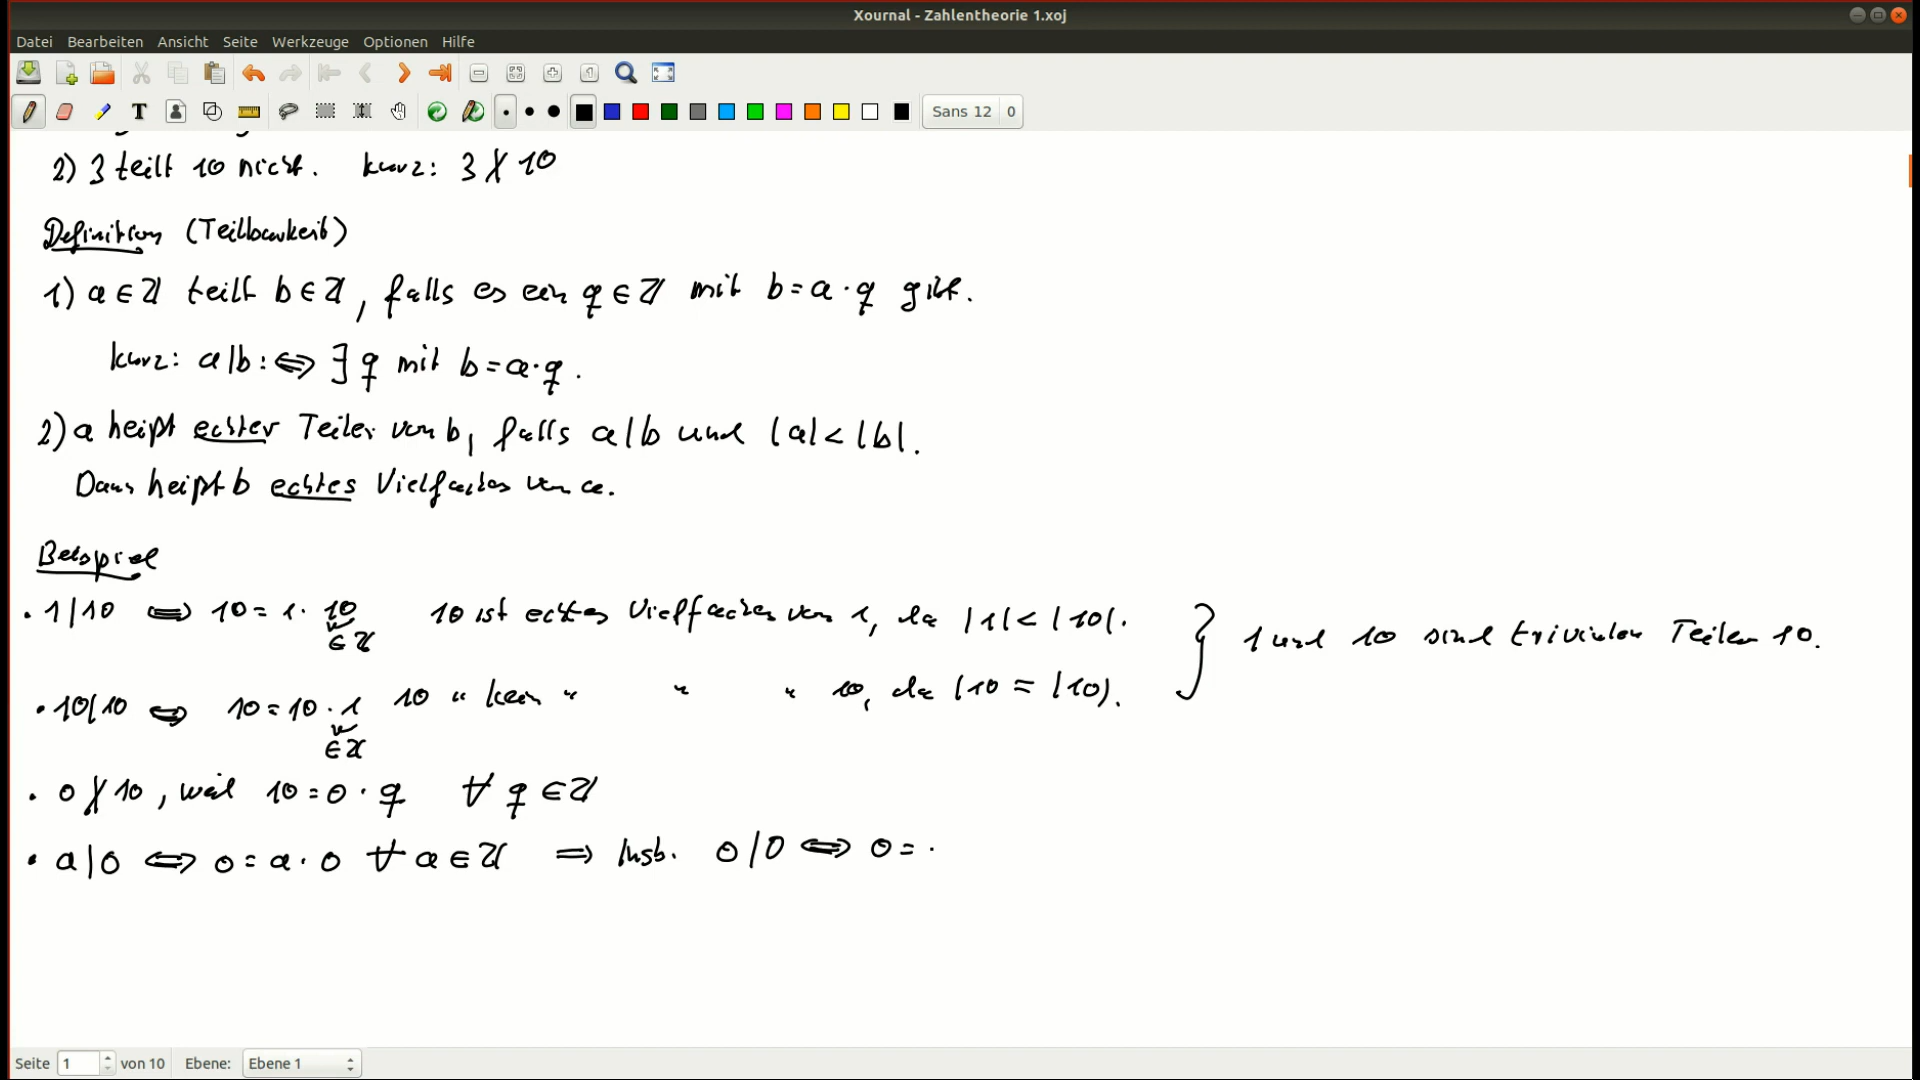 Xournal - Zahlentheorie 1.xoj
Datei Bearbeiten Ansicht Seite Werkzeuge Optionen Hilfe
Sans 12 0
2) 3 teilt 10 nicht. kurz: 3 ∤ 10
Definition (Teilbarkeit)
1) a ∈ ℤ teilt b ∈ ℤ, falls es ein q ∈ ℤ mit b = a · q gibt.
kurz: a | b :⇔ ∃ q mit b = a · q.
2) a heißt echter Teiler von b, falls a | b und |a| < |b|.
Dann heißt b echtes Vielfaches von a.
Beispiel
• 1 | 10 ⇔ 10 = 1 · 10 10 ist echtes Vielfaches von 1, da |1| < |10|. } 1 und 10 sind trivialen Teiler 10.
∈ ℤ
• 10 | 10 ⇔ 10 = 10 · 1 10 " kein " " " 10, da |10 = |10|.
∈ ℤ
• 0 ∤ 10, weil 10 = 0 · q ∀ q ∈ ℤ
• a | 0 ⇔ 0 = a · 0 ∀ a ∈ ℤ ⇒ Insb. 0 | 0 ⇔ 0 = ·
Seite 1 von 10 Ebene: Ebene 1